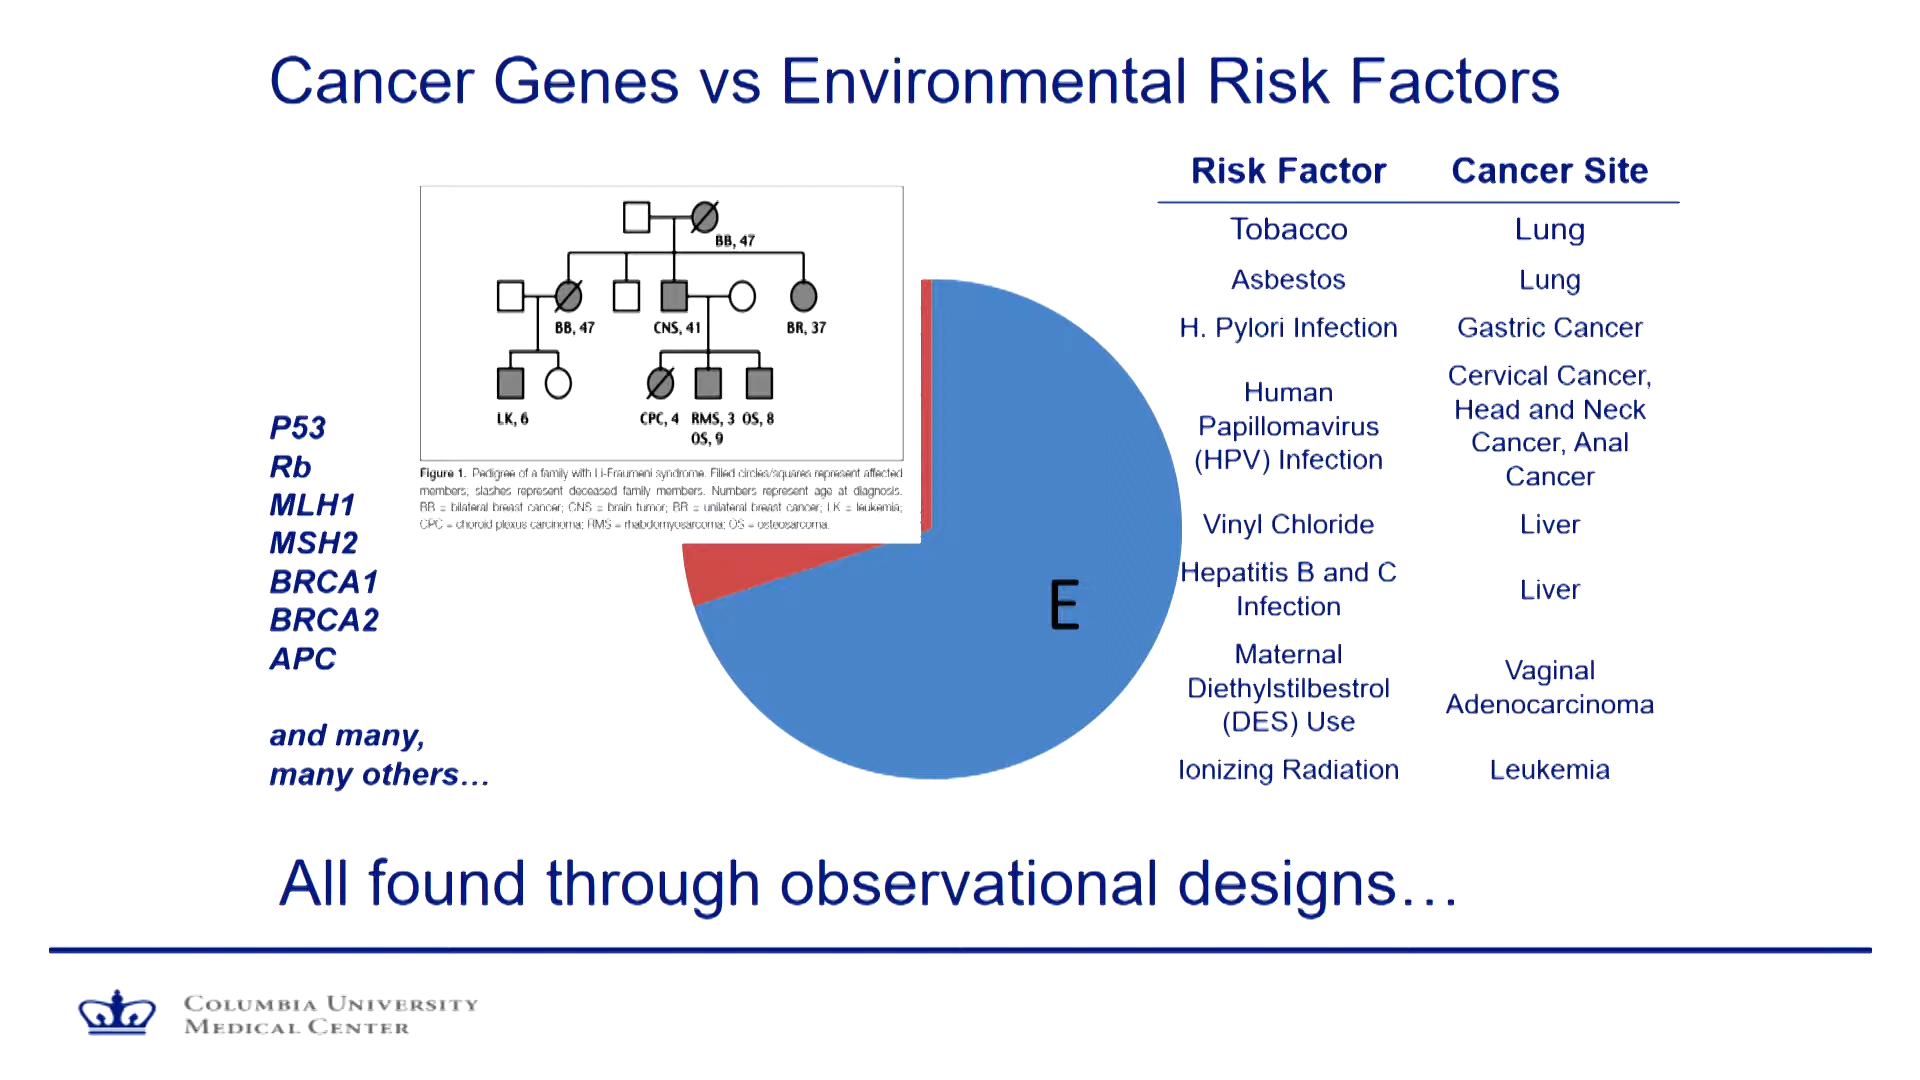 Cancer Genes vs Environmental Risk Factors
BB, 47
BB, 47
CNS, 41
BR, 37
LK, 6
CPC, 4
RMS, 3
OS, 8
OS, 9
Figure 1. Pedigree of a family with Li-Fraumeni syndrome. Filled circles/squares represent affected
members; slashes represent deceased family members. Numbers represent age at diagnosis.
BB = bilateral breast cancer; CNS = brain tumor; BR = unilateral breast cancer; LK = leukemia;
CPC = choroid plexus carcinoma; RMS = rhabdomyosarcoma; OS = osteosarcoma.
P53
Rb
MLH1
MSH2
BRCA1
BRCA2
APC
and many,
many others…
E
Risk Factor Cancer Site
Tobacco Lung
Asbestos Lung
H. Pylori Infection Gastric Cancer
Human
Papillomavirus
(HPV) Infection
Cervical Cancer,
Head and Neck
Cancer, Anal
Cancer
Vinyl Chloride Liver
Hepatitis B and C
Infection
Liver
Maternal
Diethylstilbestrol
(DES) Use
Vaginal
Adenocarcinoma
Ionizing Radiation Leukemia
All found through observational designs…
COLUMBIA UNIVERSITY
MEDICAL CENTER